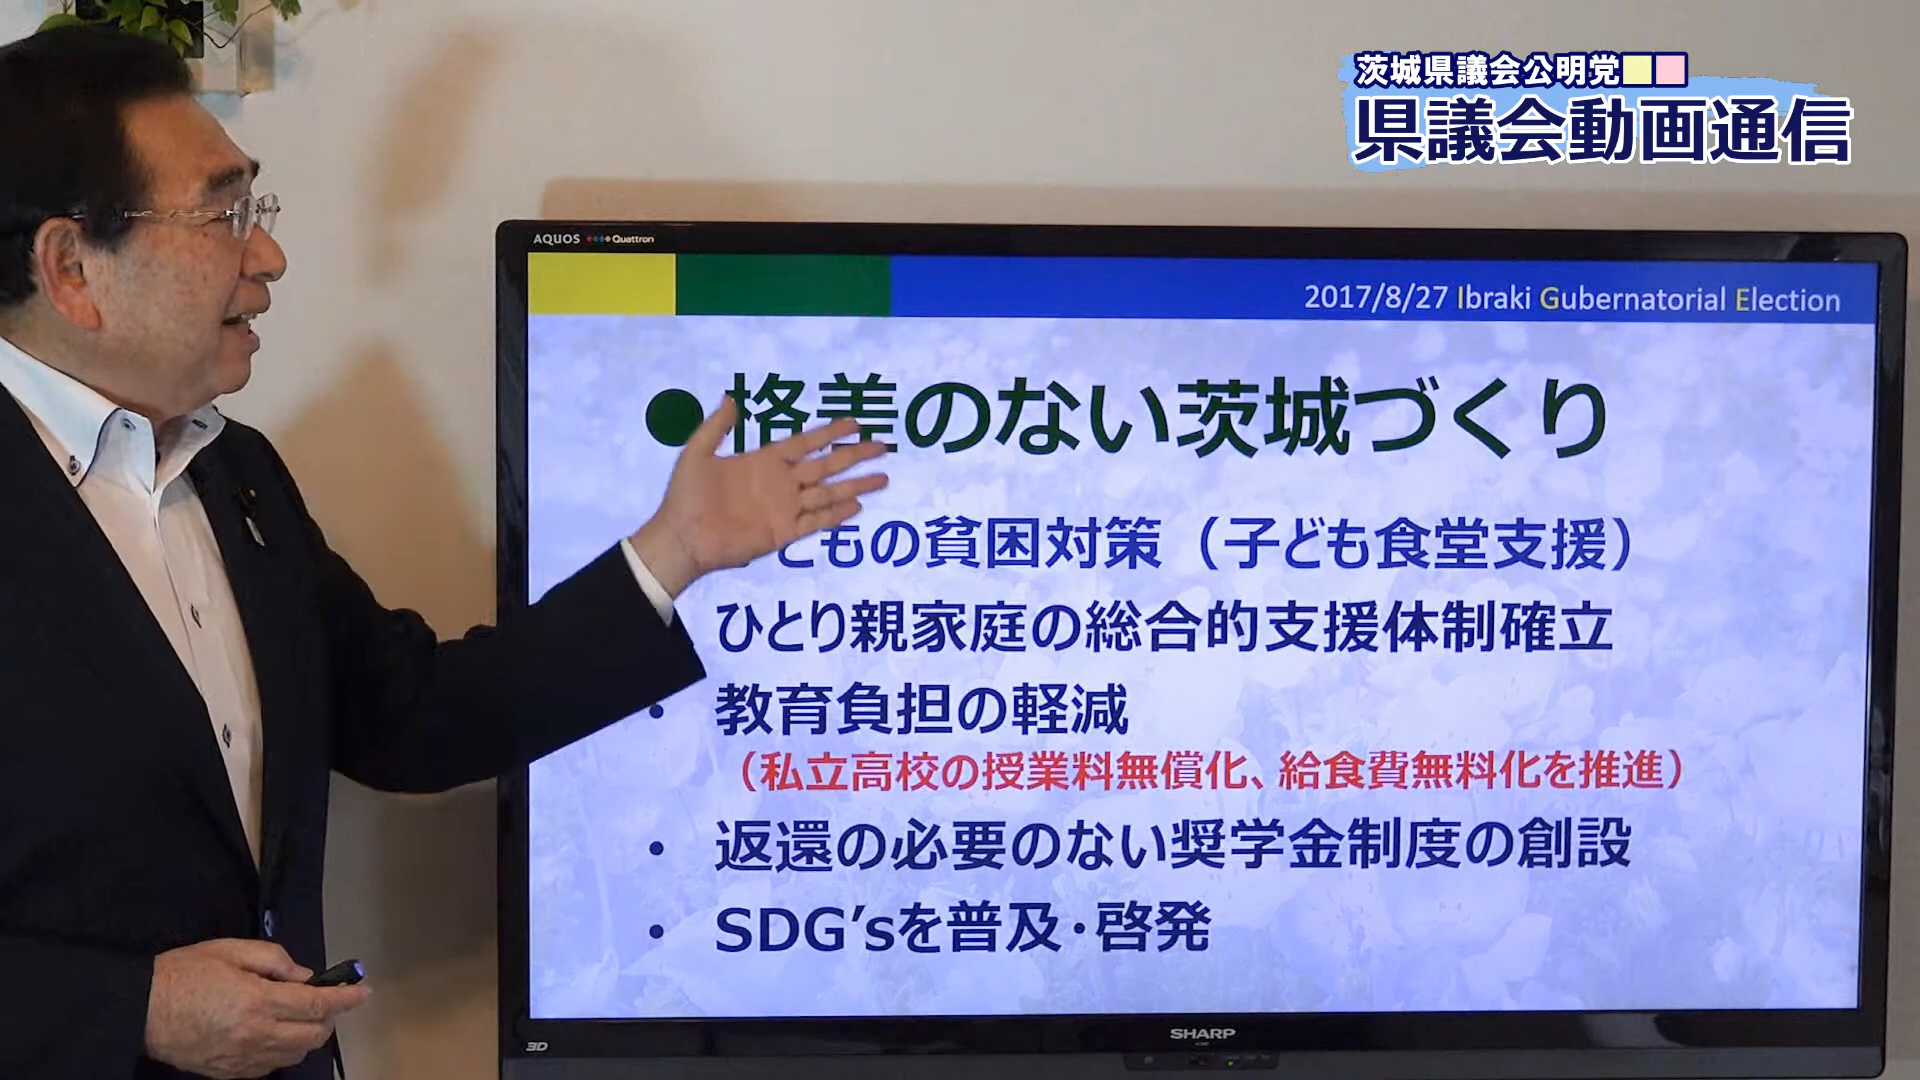 茨城県議会公明党
県議会動画通信
AQUOS Quattron
2017/8/27 Ibraki Gubernatorial Election
●格差のない茨城づくり
どもの貧困対策（子ども食堂支援）
ひとり親家庭の総合的支援体制確立
・ 教育負担の軽減
（私立高校の授業料無償化、給食費無料化を推進）
・ 返還の必要のない奨学金制度の創設
・ SDG’sを普及・啓発
SHARP
3D